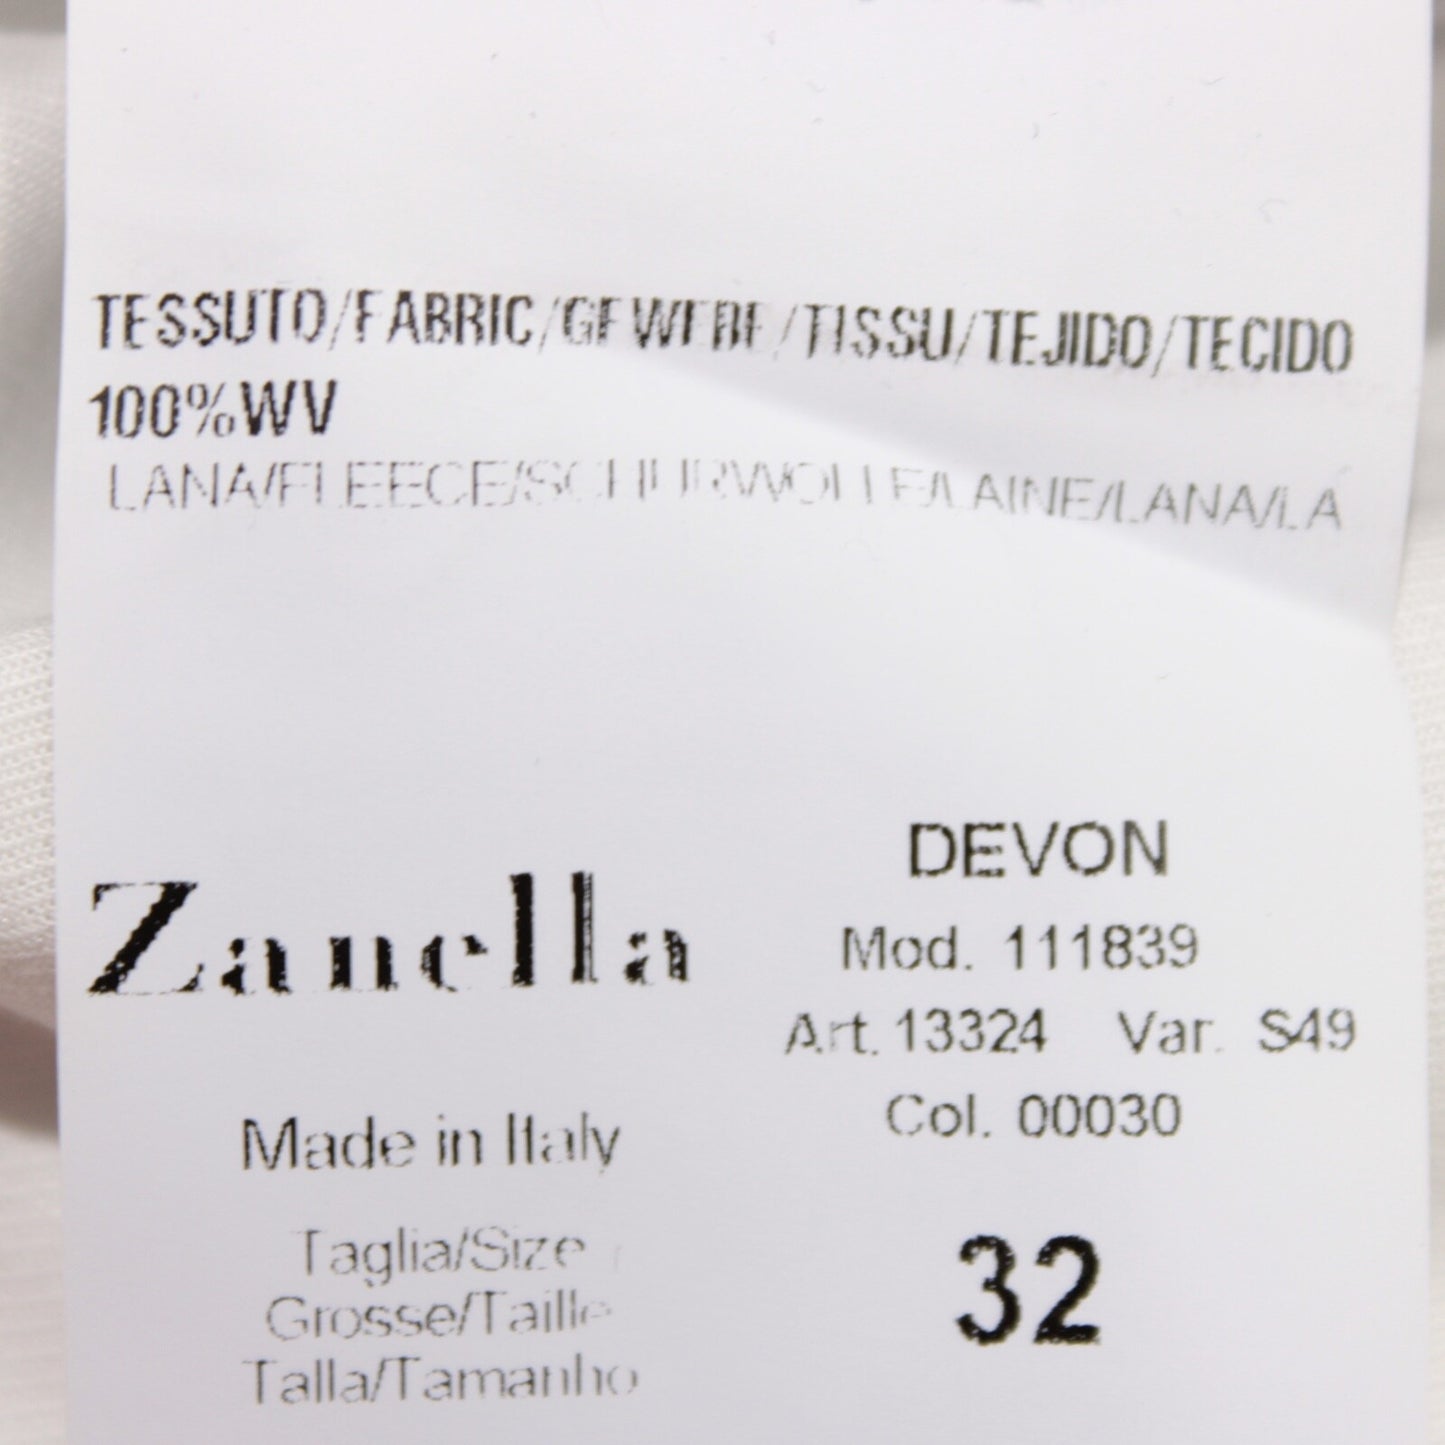 TESSUTO/FABRIC/GEWEBE/TISSU/TEJIDO/TECIDO
100%WV
LANA/FLEECE/SCHURWOLLE/LAINE/LANA/LA
Zanella
Made in Italy
Taglia/Size
Grosse/Taille
Talla/Tamanho
DEVON
Mod. 111839
Art. 13324 Var. S49
Col. 00030
32